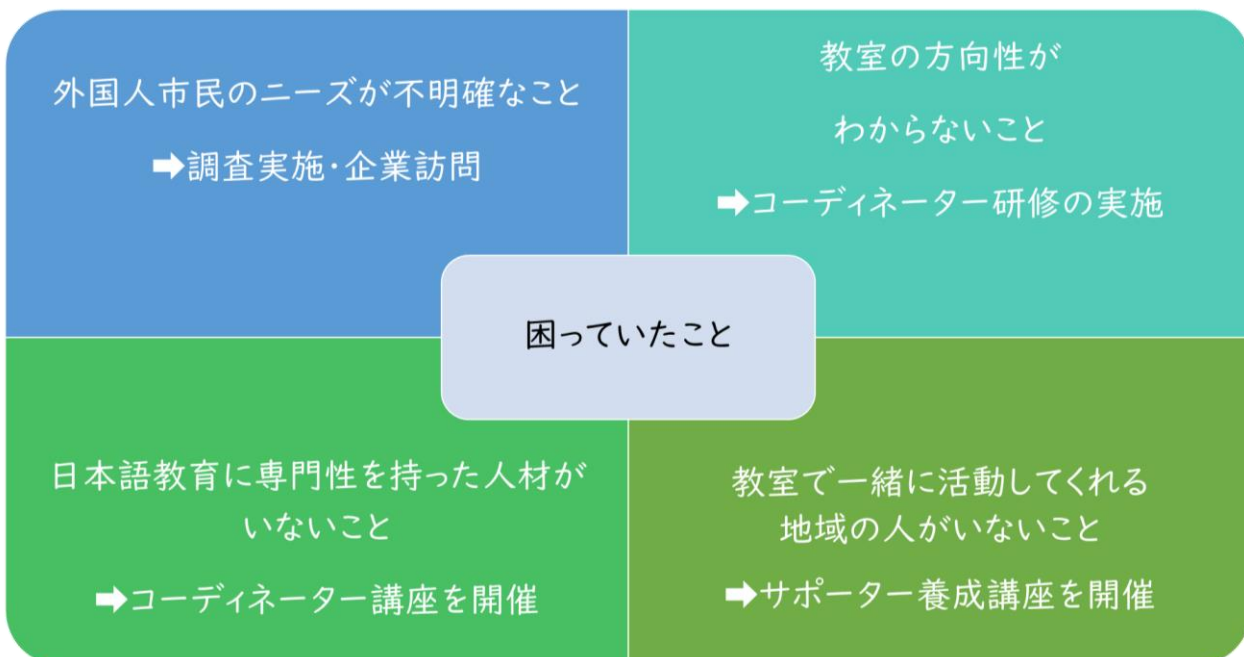 外国人市民のニーズが不明確なこと
➡調査実施・企業訪問
教室の方向性が
わからないこと
➡コーディネーター研修の実施
困っていたこと
日本語教育に専門性を持った人材が
いないこと
➡コーディネーター講座を開催
教室で一緒に活動してくれる
地域の人がいないこと
➡サポーター養成講座を開催